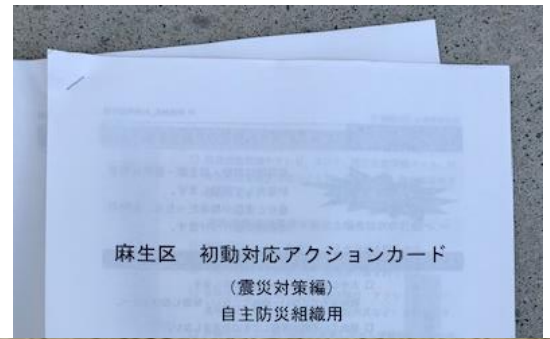 麻生区　初動対応アクションカード
（震災対策編）
自主防災組織用